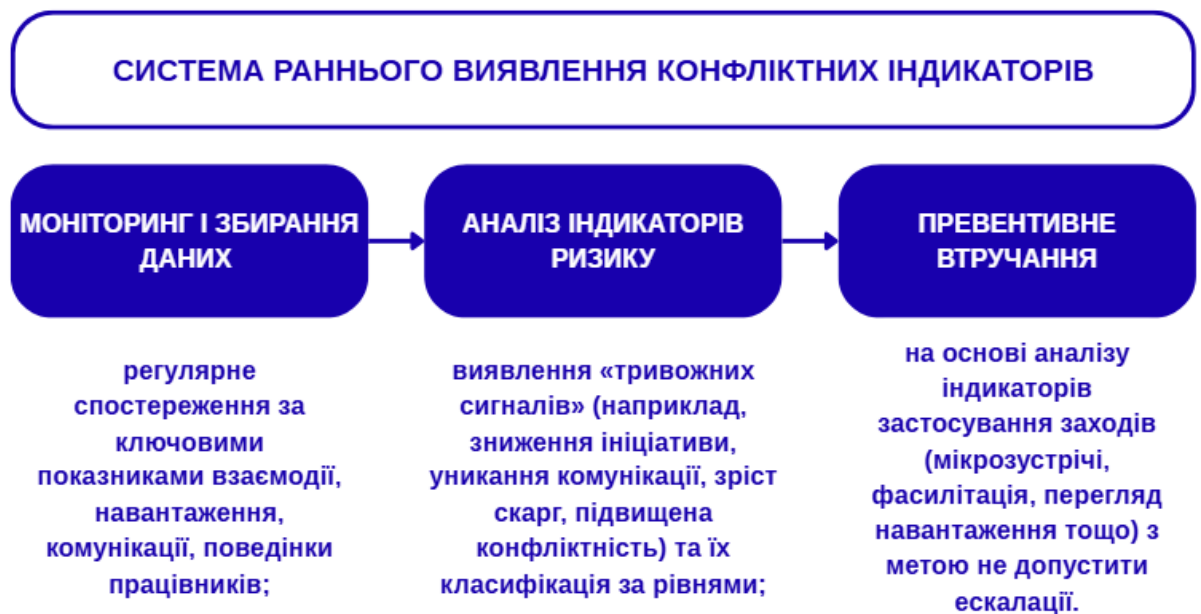 СИСТЕМА РАННЬОГО ВИЯВЛЕННЯ КОНФЛІКТНИХ ІНДИКАТОРІВ
МОНІТОРИНГ І ЗБИРАННЯ
ДАНИХ
АНАЛІЗ ІНДИКАТОРІВ
РИЗИКУ
ПРЕВЕНТИВНЕ
ВТРУЧАННЯ
регулярне
спостереження за
ключовими
показниками взаємодії,
навантаження,
комунікації, поведінки
працівників;
виявлення «тривожних
сигналів» (наприклад,
зниження ініціативи,
уникання комунікації, зріст
скарг, підвищена
конфліктність) та їх
класифікація за рівнями;
на основі аналізу
індикаторів
застосування заходів
(мікрозустрічі,
фасилітація, перегляд
навантаження тощо) з
метою не допустити
ескалації.